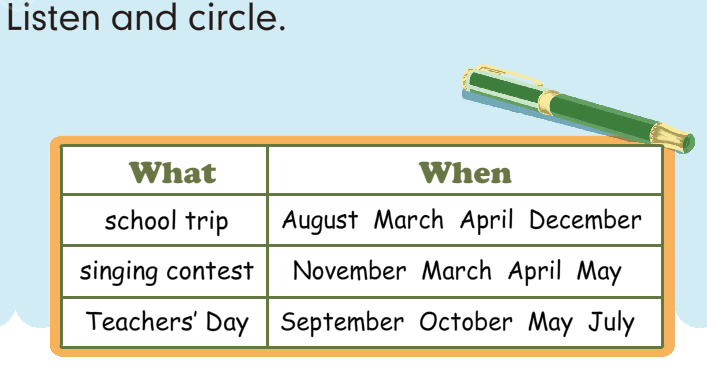 Listen and circle.
What When
school trip August March April December
singing contest November March April May
Teachers' Day September October May July